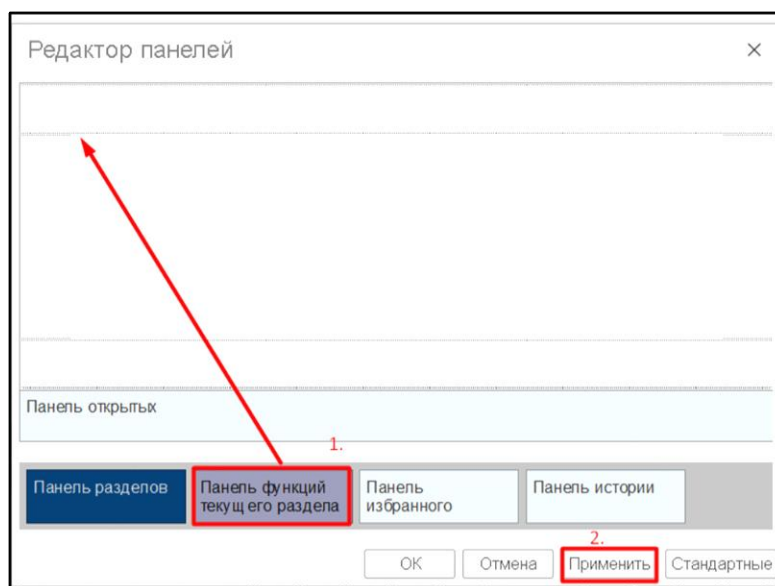 Редактор панелей
Панель открытых
1.
Панель разделов
Панель функций
текущего раздела
Панель
избранного
Панель истории
2.
ОК
Отмена
Применить
Стандартные